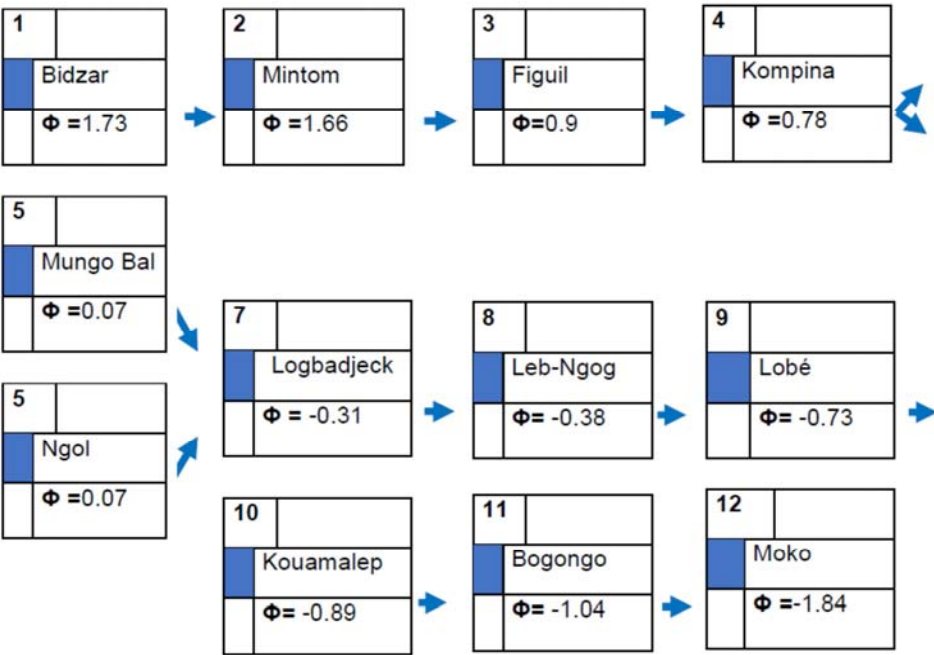 1
Bidzar
Φ =1.73
2
Mintom
Φ =1.66
3
Figuil
Φ=0.9
4
Kompina
Φ =0.78
5
Mungo Bal
Φ =0.07
5
Ngol
Φ =0.07
7
Logbadjeck
Φ = -0.31
8
Leb-Ngog
Φ= -0.38
9
Lobé
Φ= -0.73
10
Kouamalep
Φ= -0.89
11
Bogongo
Φ= -1.04
12
Moko
Φ =-1.84